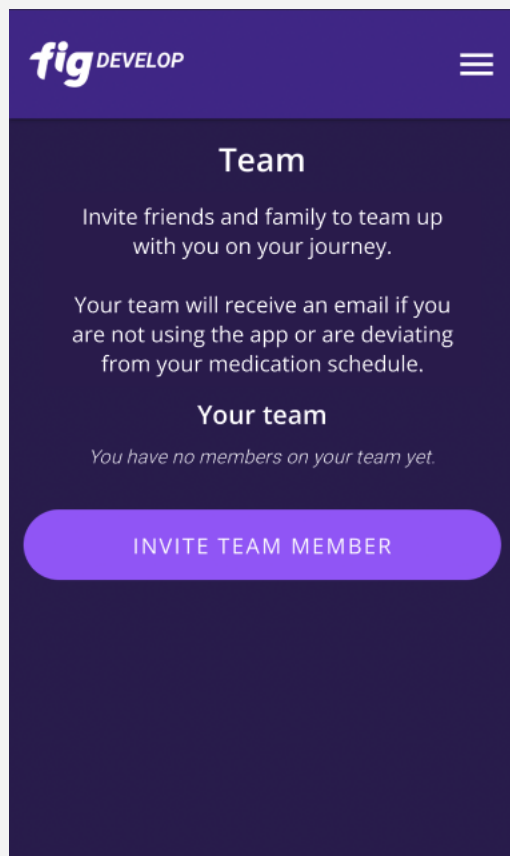 fig DEVELOP
Team
Invite friends and family to team up
with you on your journey.
Your team will receive an email if you
are not using the app or are deviating
from your medication schedule.
Your team
You have no members on your team yet.
INVITE TEAM MEMBER